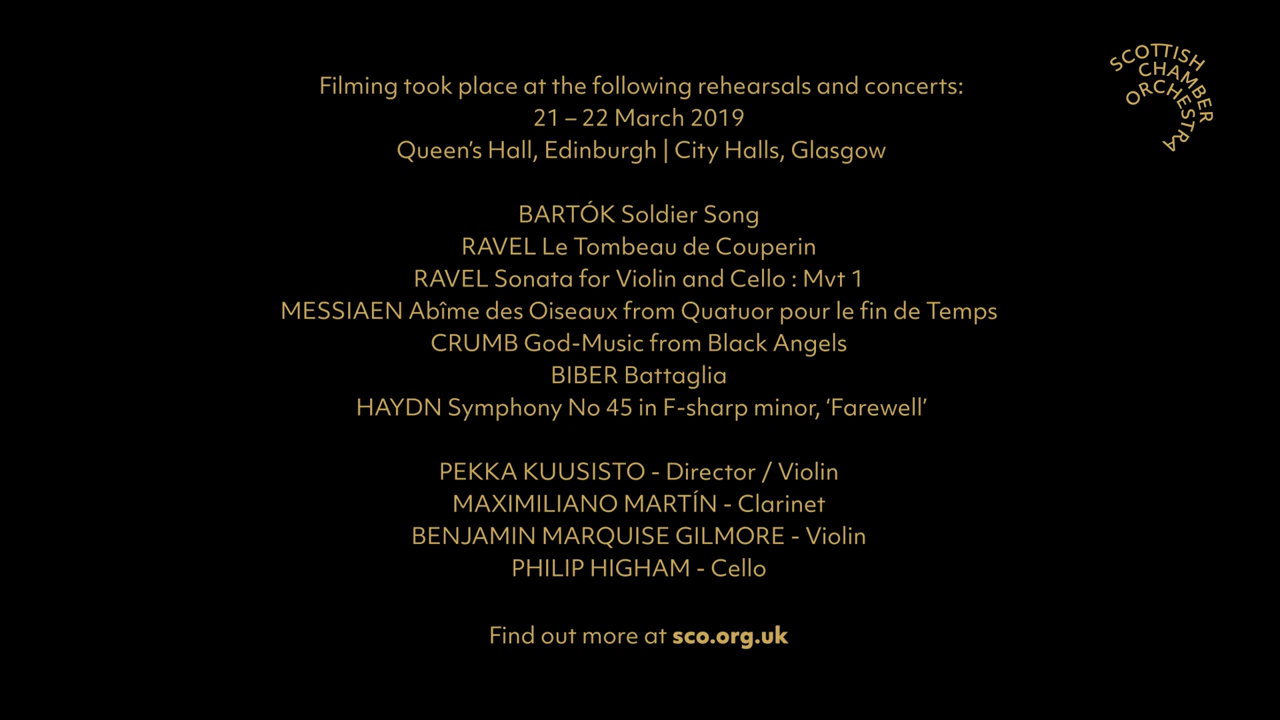 Filming took place at the following rehearsals and concerts:
21 – 22 March 2019
Queen's Hall, Edinburgh | City Halls, Glasgow
BARTÓK Soldier Song
RAVEL Le Tombeau de Couperin
RAVEL Sonata for Violin and Cello : Mvt 1
MESSIAEN Abîme des Oiseaux from Quatuor pour le fin de Temps
CRUMB God-Music from Black Angels
BIBER Battaglia
HAYDN Symphony No 45 in F-sharp minor, ‘Farewell’
PEKKA KUUSISTO - Director / Violin
MAXIMILIANO MARTÍN - Clarinet
BENJAMIN MARQUISE GILMORE - Violin
PHILIP HIGHAM - Cello
Find out more at sco.org.uk
SCOTTISH
CHAMBER
ORCHESTRA